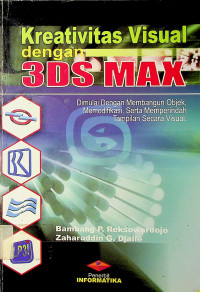 Kreativitas Visual
dengan
3DS MAX
Dimulai Dengan Membangun Objek,
Memodifikasi, Serta Memperindah
Tampilan Secara Visual.
Bambang P. Reksowardojo
Zaharuddin G. Djalle
Penerbit
INFORMATIKA